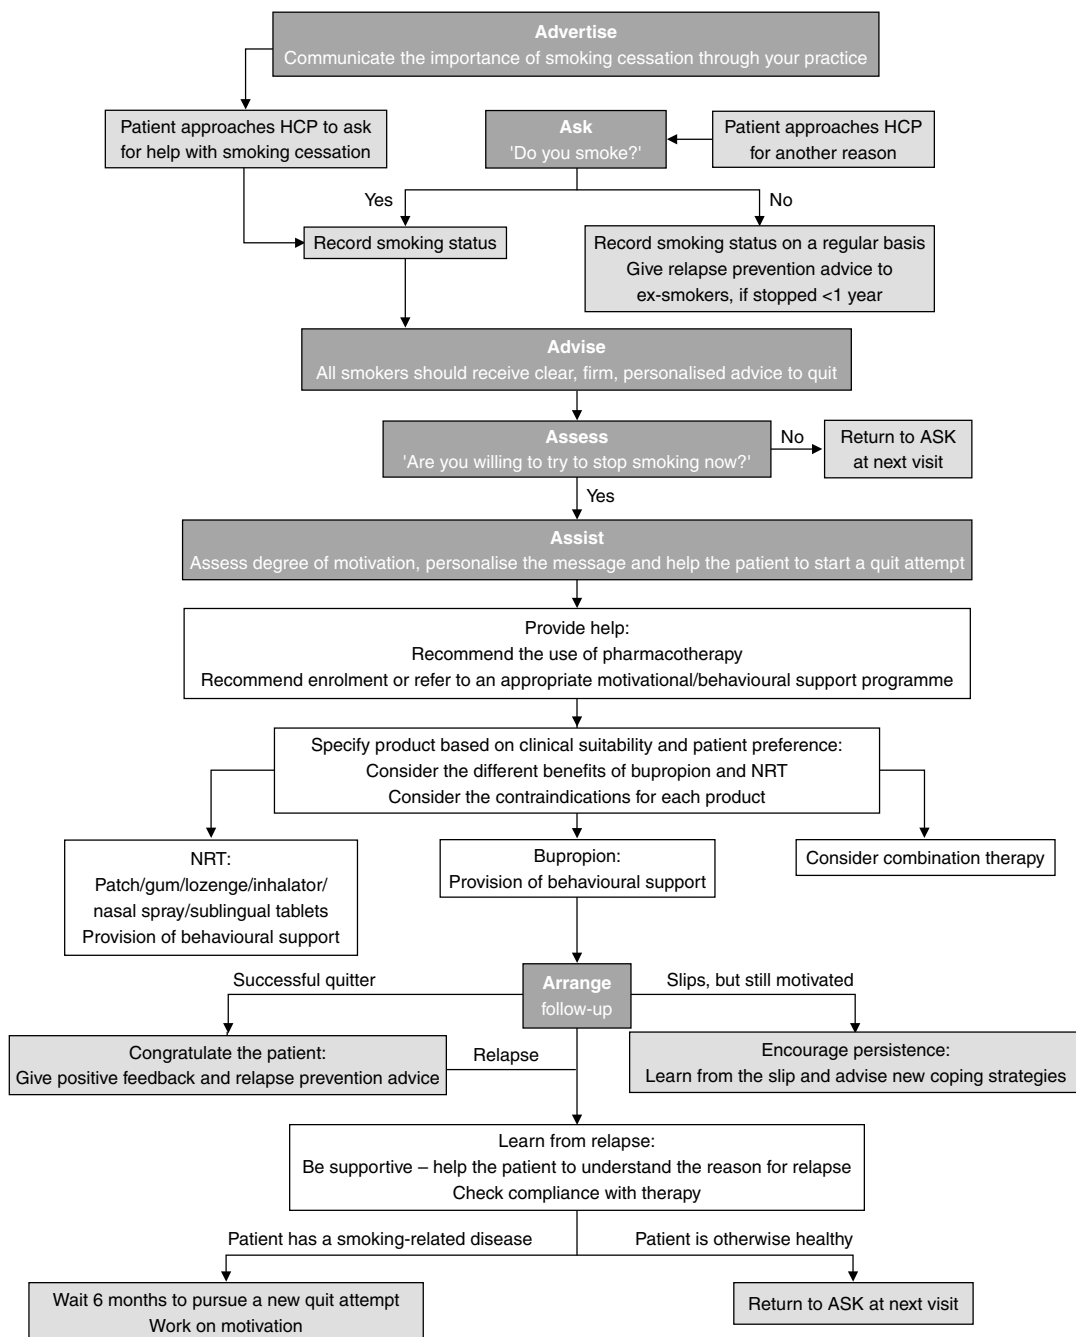 Advertise
Communicate the importance of smoking cessation through your practice
Patient approaches HCP to ask
for help with smoking cessation
Ask
'Do you smoke?'
Patient approaches HCP
for another reason
Yes
No
Record smoking status
Record smoking status on a regular basis
Give relapse prevention advice to
ex-smokers, if stopped <1 year
Advise
All smokers should receive clear, firm, personalised advice to quit
Assess
'Are you willing to try to stop smoking now?'
No
Return to ASK
at next visit
Yes
Assist
Assess degree of motivation, personalise the message and help the patient to start a quit attempt
Provide help:
Recommend the use of pharmacotherapy
Recommend enrolment or refer to an appropriate motivational/behavioural support programme
Specify product based on clinical suitability and patient preference:
Consider the different benefits of bupropion and NRT
Consider the contraindications for each product
NRT:
Patch/gum/lozenge/inhalator/
nasal spray/sublingual tablets
Provision of behavioural support
Bupropion:
Provision of behavioural support
Consider combination therapy
Successful quitter
Arrange
follow-up
Slips, but still motivated
Congratulate the patient:
Give positive feedback and relapse prevention advice
Relapse
Encourage persistence:
Learn from the slip and advise new coping strategies
Learn from relapse:
Be supportive – help the patient to understand the reason for relapse
Check compliance with therapy
Patient has a smoking-related disease
Patient is otherwise healthy
Wait 6 months to pursue a new quit attempt
Work on motivation
Return to ASK at next visit